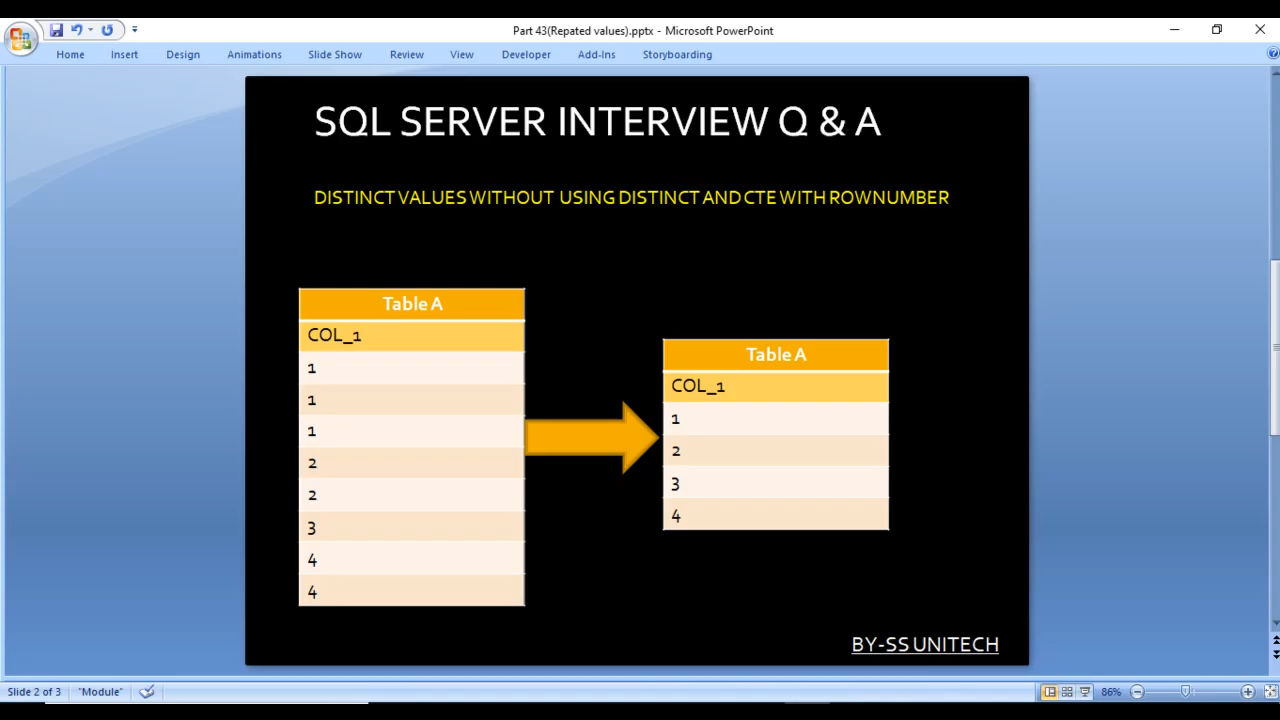 Part 43(Repated values).pptx - Microsoft PowerPoint
Home Insert Design Animations Slide Show Review View Developer Add-Ins Storyboarding
SQL SERVER INTERVIEW Q & A
DISTINCT VALUES WITHOUT USING DISTINCT AND CTE WITH ROWNUMBER
Table A
COL_1
1
1
1
2
2
3
4
4
Table A
COL_1
1
2
3
4
BY-SS UNITECH
Slide 2 of 3 "Module" 86%